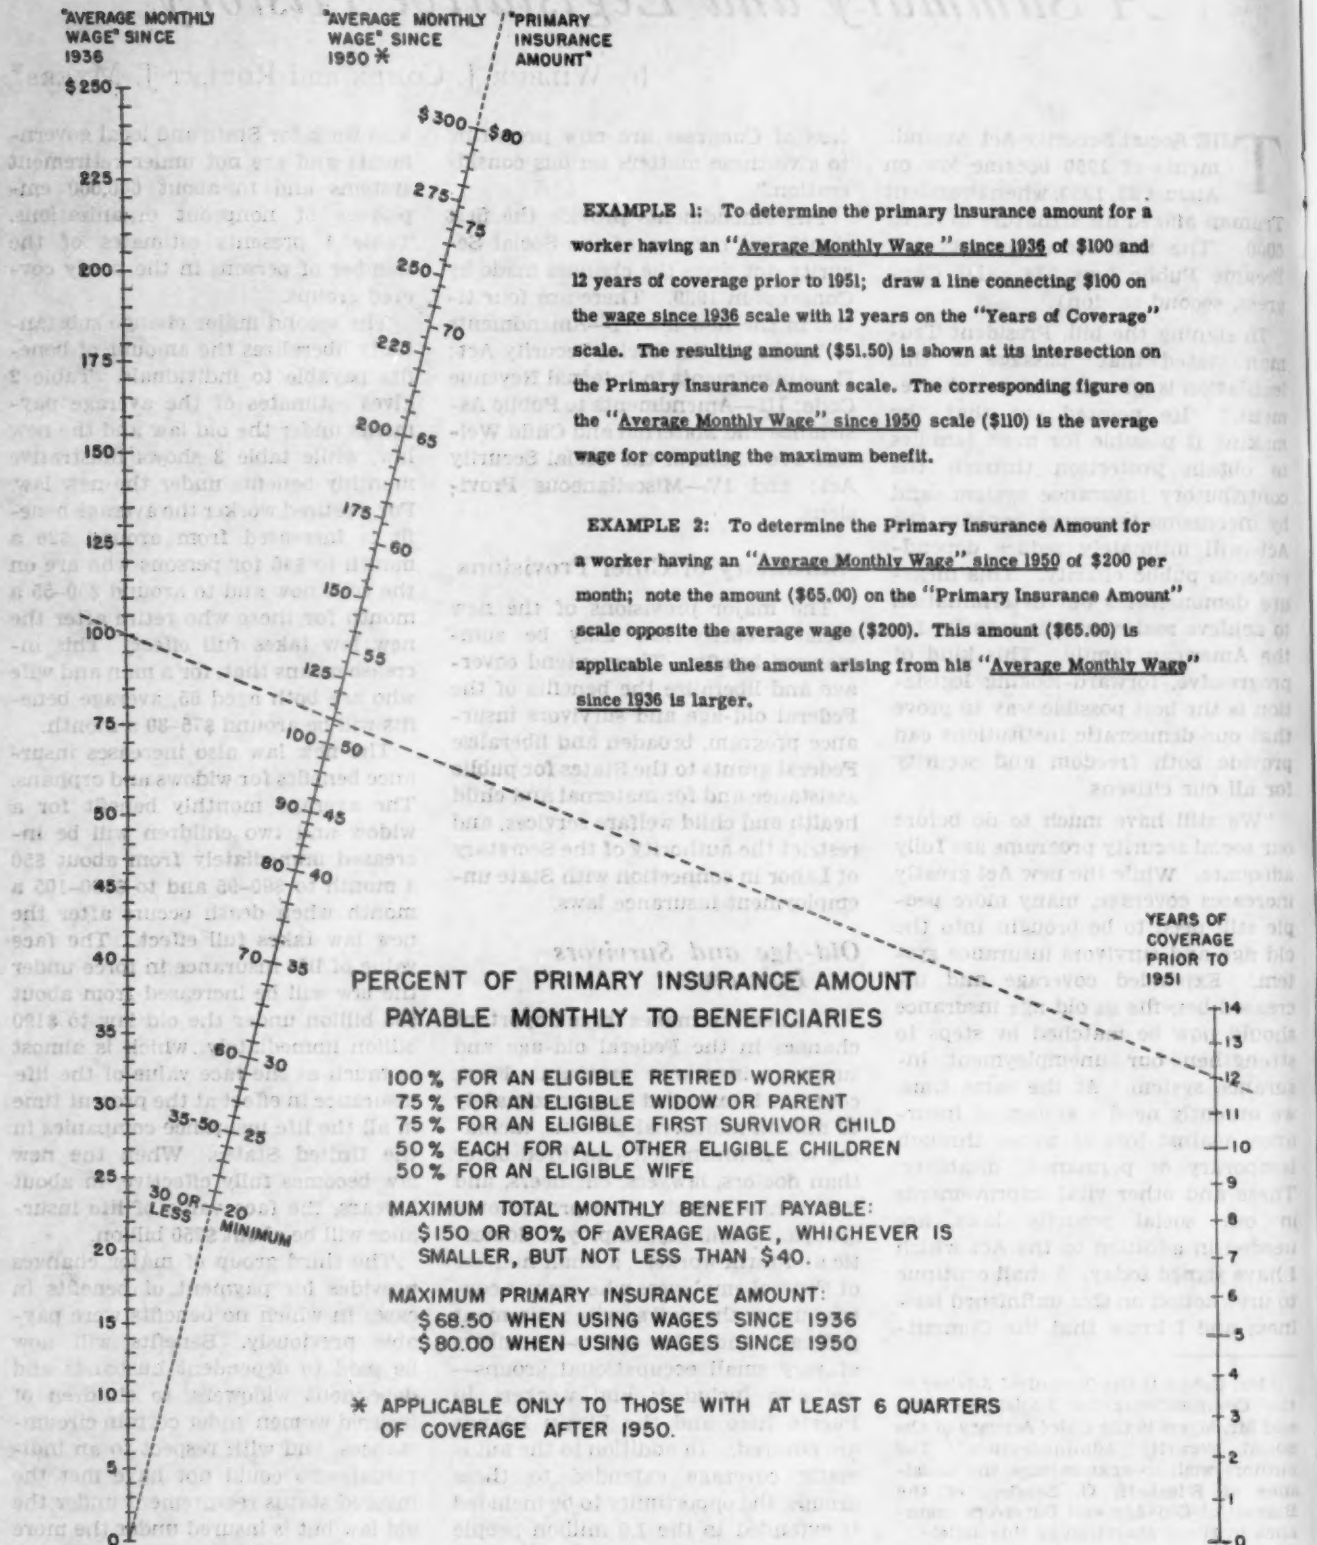 "AVERAGE MONTHLY
WAGE" SINCE
1936
"AVERAGE MONTHLY
WAGE" SINCE
1950 *
"PRIMARY
INSURANCE
AMOUNT"
$250
225
200
175
150
125
100
75
50
45
40
35
30
25
20
15
10
5
0
$300
275
250
225
200
175
150
125
100
90
80
70
60
35-50
30 OR
LESS
$80
75
70
65
60
55
50
45
40
35
30
25
20
MINIMUM
EXAMPLE 1: To determine the primary insurance amount for a
worker having an "Average Monthly Wage" since 1936 of $100 and
12 years of coverage prior to 1951; draw a line connecting $100 on
the wage since 1936 scale with 12 years on the "Years of Coverage"
scale. The resulting amount ($51.50) is shown at its intersection on
the Primary Insurance Amount scale. The corresponding figure on
the "Average Monthly Wage" since 1950 scale ($110) is the average
wage for computing the maximum benefit.
EXAMPLE 2: To determine the Primary Insurance Amount for
a worker having an "Average Monthly Wage" since 1950 of $200 per
month; note the amount ($65.00) on the "Primary Insurance Amount"
scale opposite the average wage ($200). This amount ($65.00) is
applicable unless the amount arising from his "Average Monthly Wage"
since 1936 is larger.
PERCENT OF PRIMARY INSURANCE AMOUNT
PAYABLE MONTHLY TO BENEFICIARIES
100% FOR AN ELIGIBLE RETIRED WORKER
75% FOR AN ELIGIBLE WIDOW OR PARENT
75% FOR AN ELIGIBLE FIRST SURVIVOR CHILD
50% EACH FOR ALL OTHER ELIGIBLE CHILDREN
50% FOR AN ELIGIBLE WIFE
MAXIMUM TOTAL MONTHLY BENEFIT PAYABLE:
$150 OR 80% OF AVERAGE WAGE, WHICHEVER IS
SMALLER, BUT NOT LESS THAN $40.
MAXIMUM PRIMARY INSURANCE AMOUNT:
$68.50 WHEN USING WAGES SINCE 1936
$80.00 WHEN USING WAGES SINCE 1950
* APPLICABLE ONLY TO THOSE WITH AT LEAST 6 QUARTERS
OF COVERAGE AFTER 1950.
YEARS OF
COVERAGE
PRIOR TO
1951
14
13
12
11
10
9
8
7
6
5
4
3
2
1
0